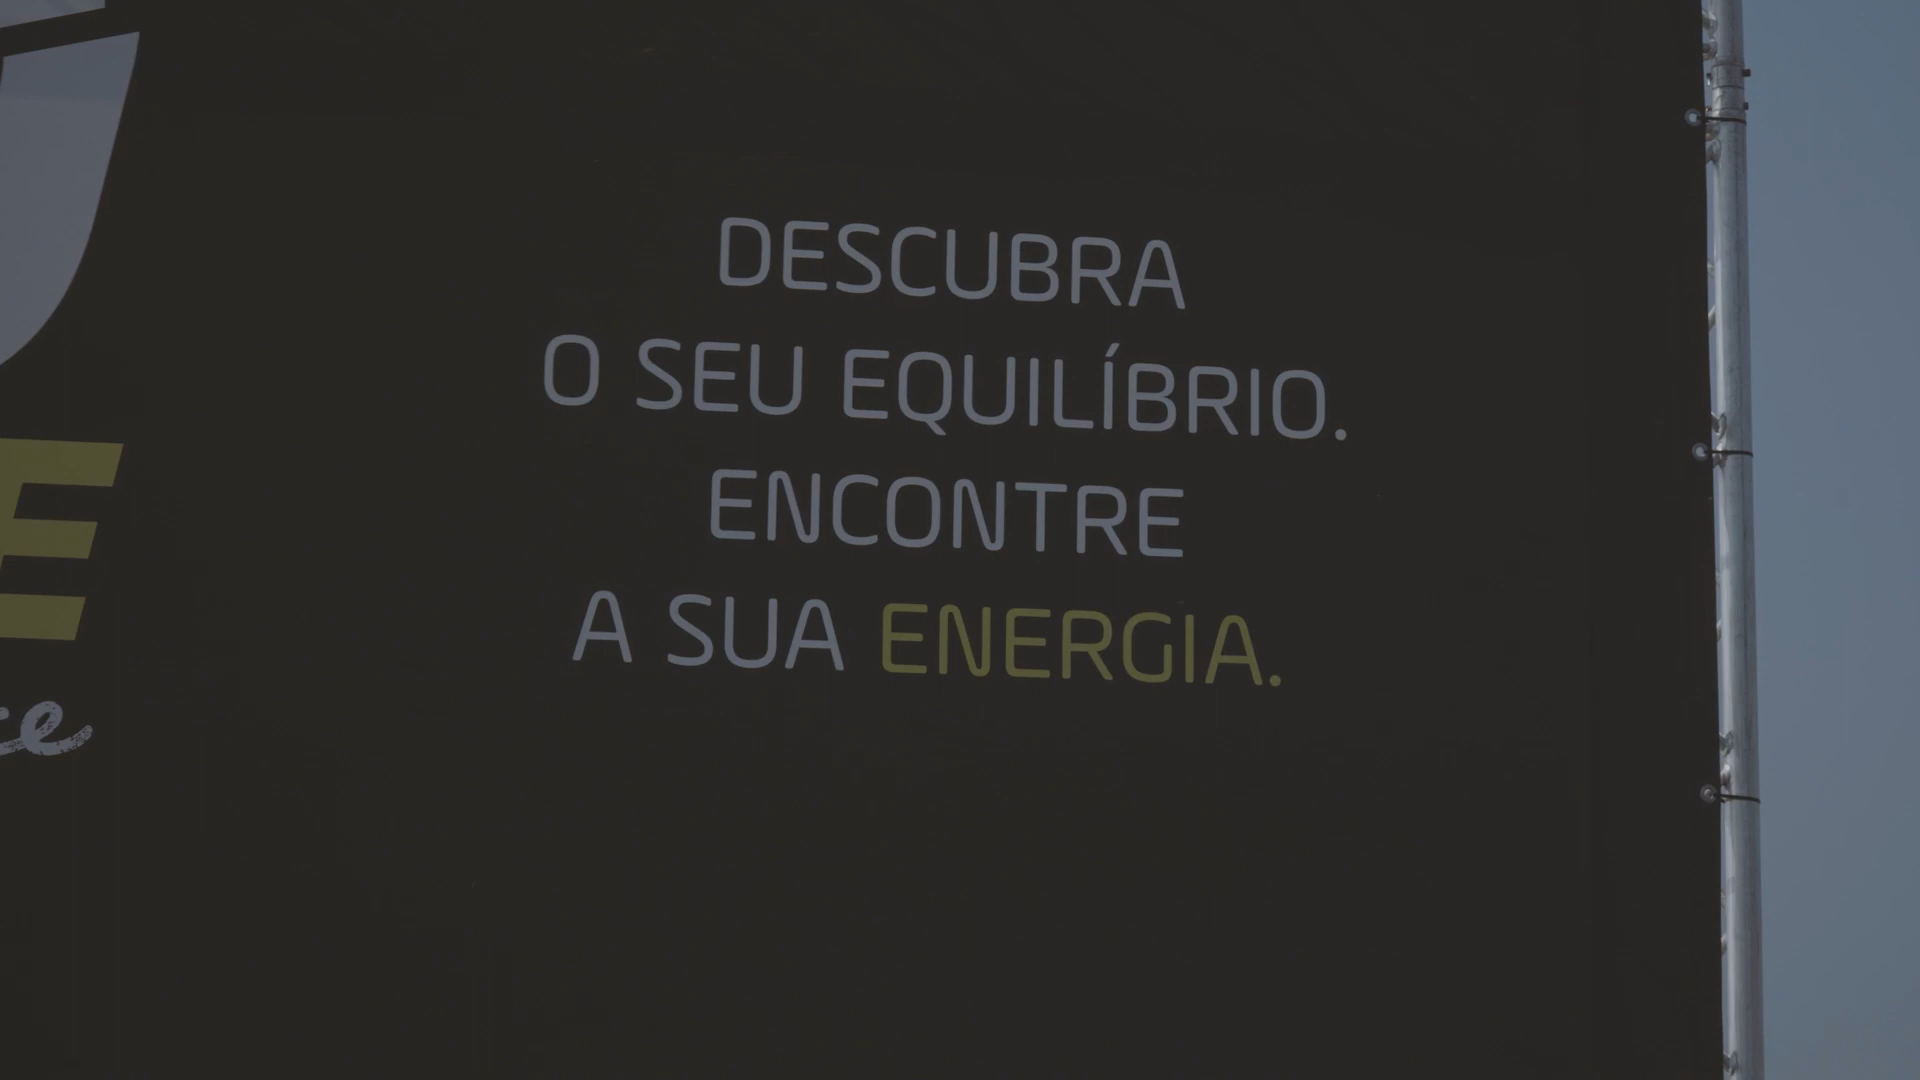 DESCUBRA
O SEU EQUILÍBRIO.
ENCONTRE
A SUA ENERGIA.